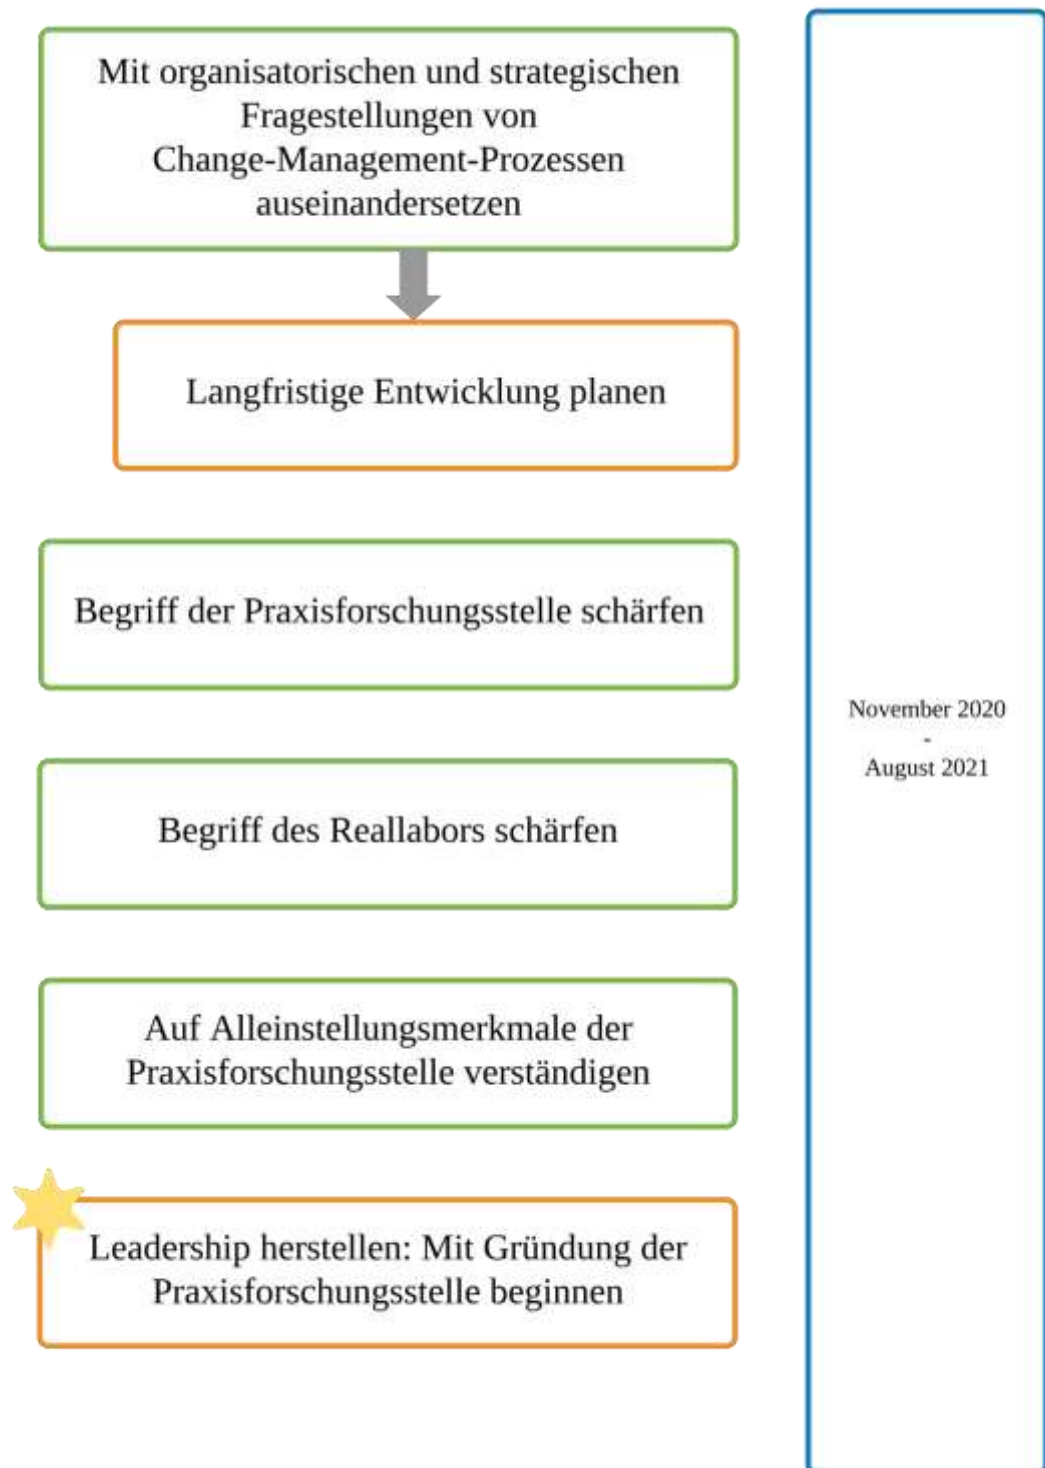 Mit organisatorischen und strategischen
Fragestellungen von
Change-Management-Prozessen
auseinandersetzen
Langfristige Entwicklung planen
Begriff der Praxisforschungsstelle schärfen
Begriff des Reallabors schärfen
Auf Alleinstellungsmerkmale der
Praxisforschungsstelle verständigen
Leadership herstellen: Mit Gründung der
Praxisforschungsstelle beginnen
November 2020
-
August 2021